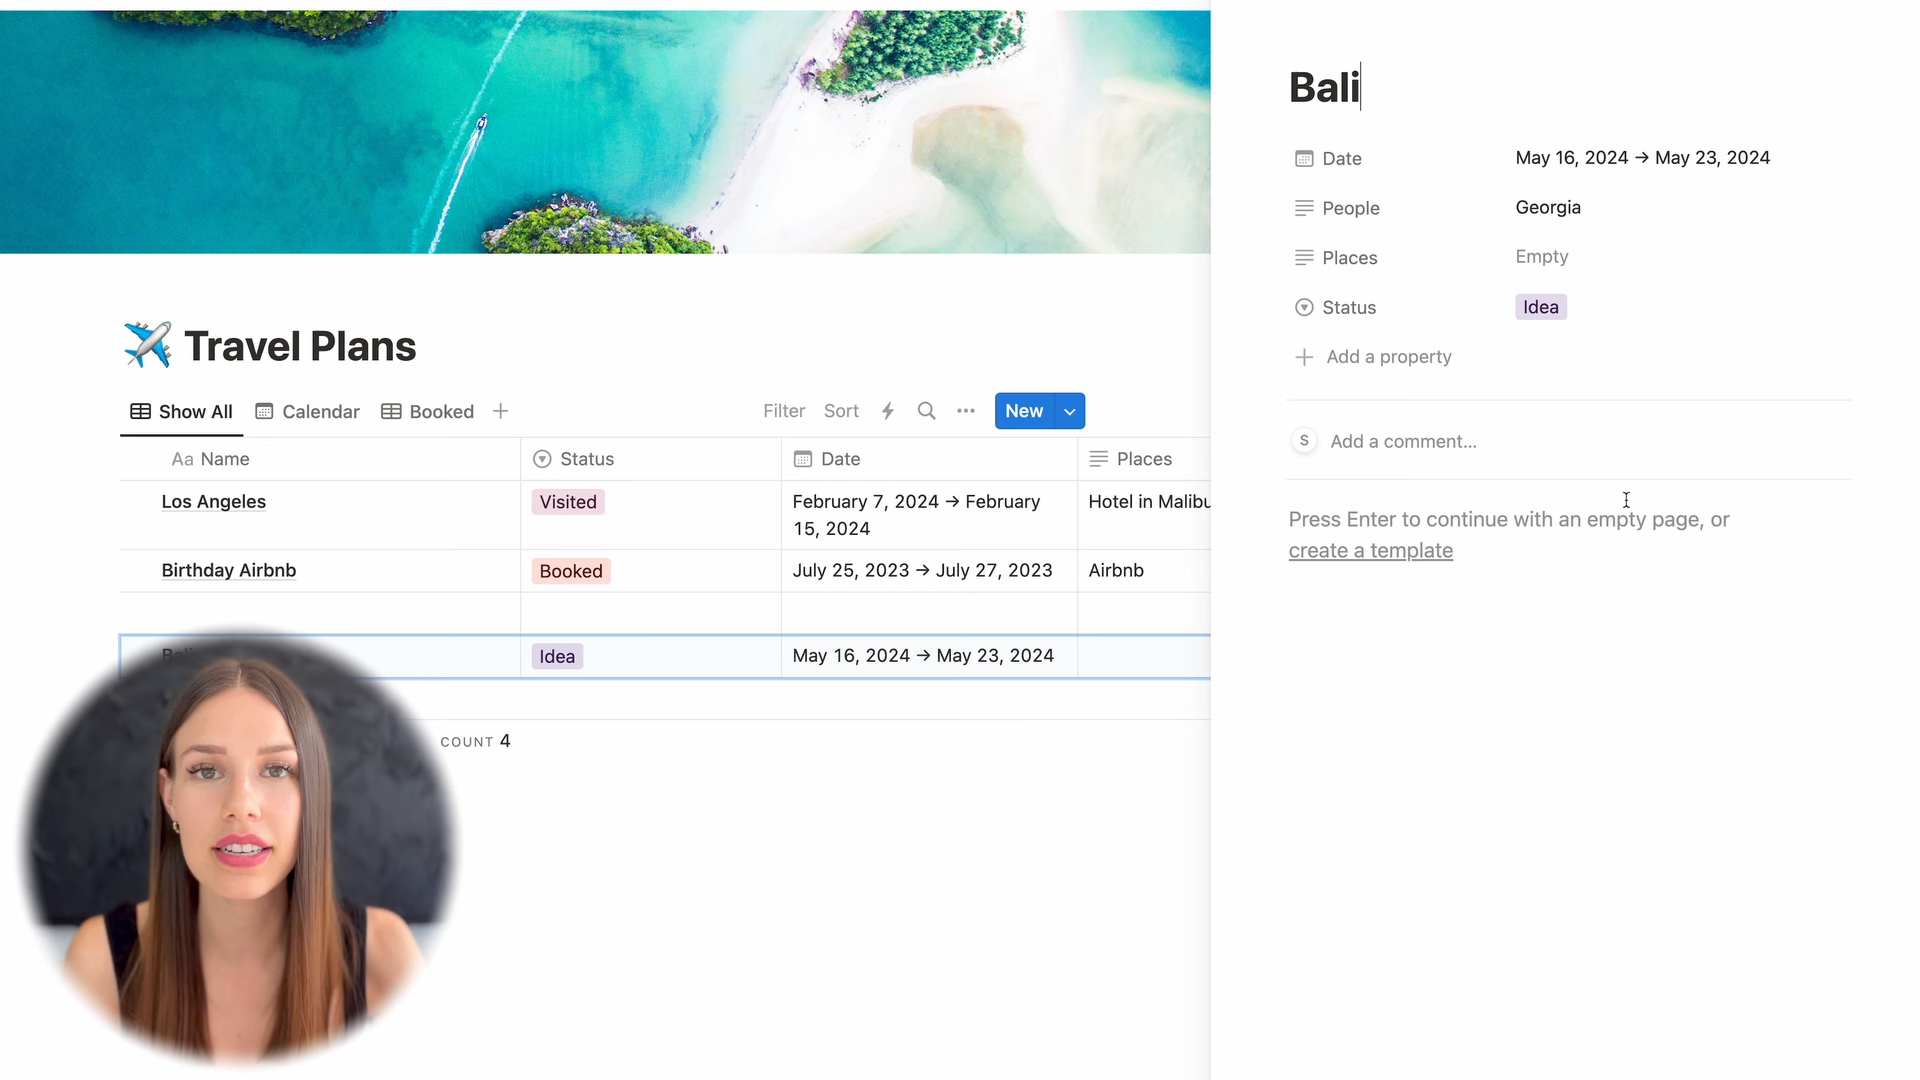 Travel Plans
Show All
Calendar
Booked
Filter
Sort
New
Aa Name
Status
Date
Places
Los Angeles
Visited
February 7, 2024 → February
15, 2024
Hotel in Malibu
Birthday Airbnb
Booked
July 25, 2023 → July 27, 2023
Airbnb
Bali
Idea
May 16, 2024 → May 23, 2024
COUNT 4
Bali
Date
May 16, 2024 → May 23, 2024
People
Georgia
Places
Empty
Status
Idea
Add a property
S
Add a comment...
Press Enter to continue with an empty page, or
create a template